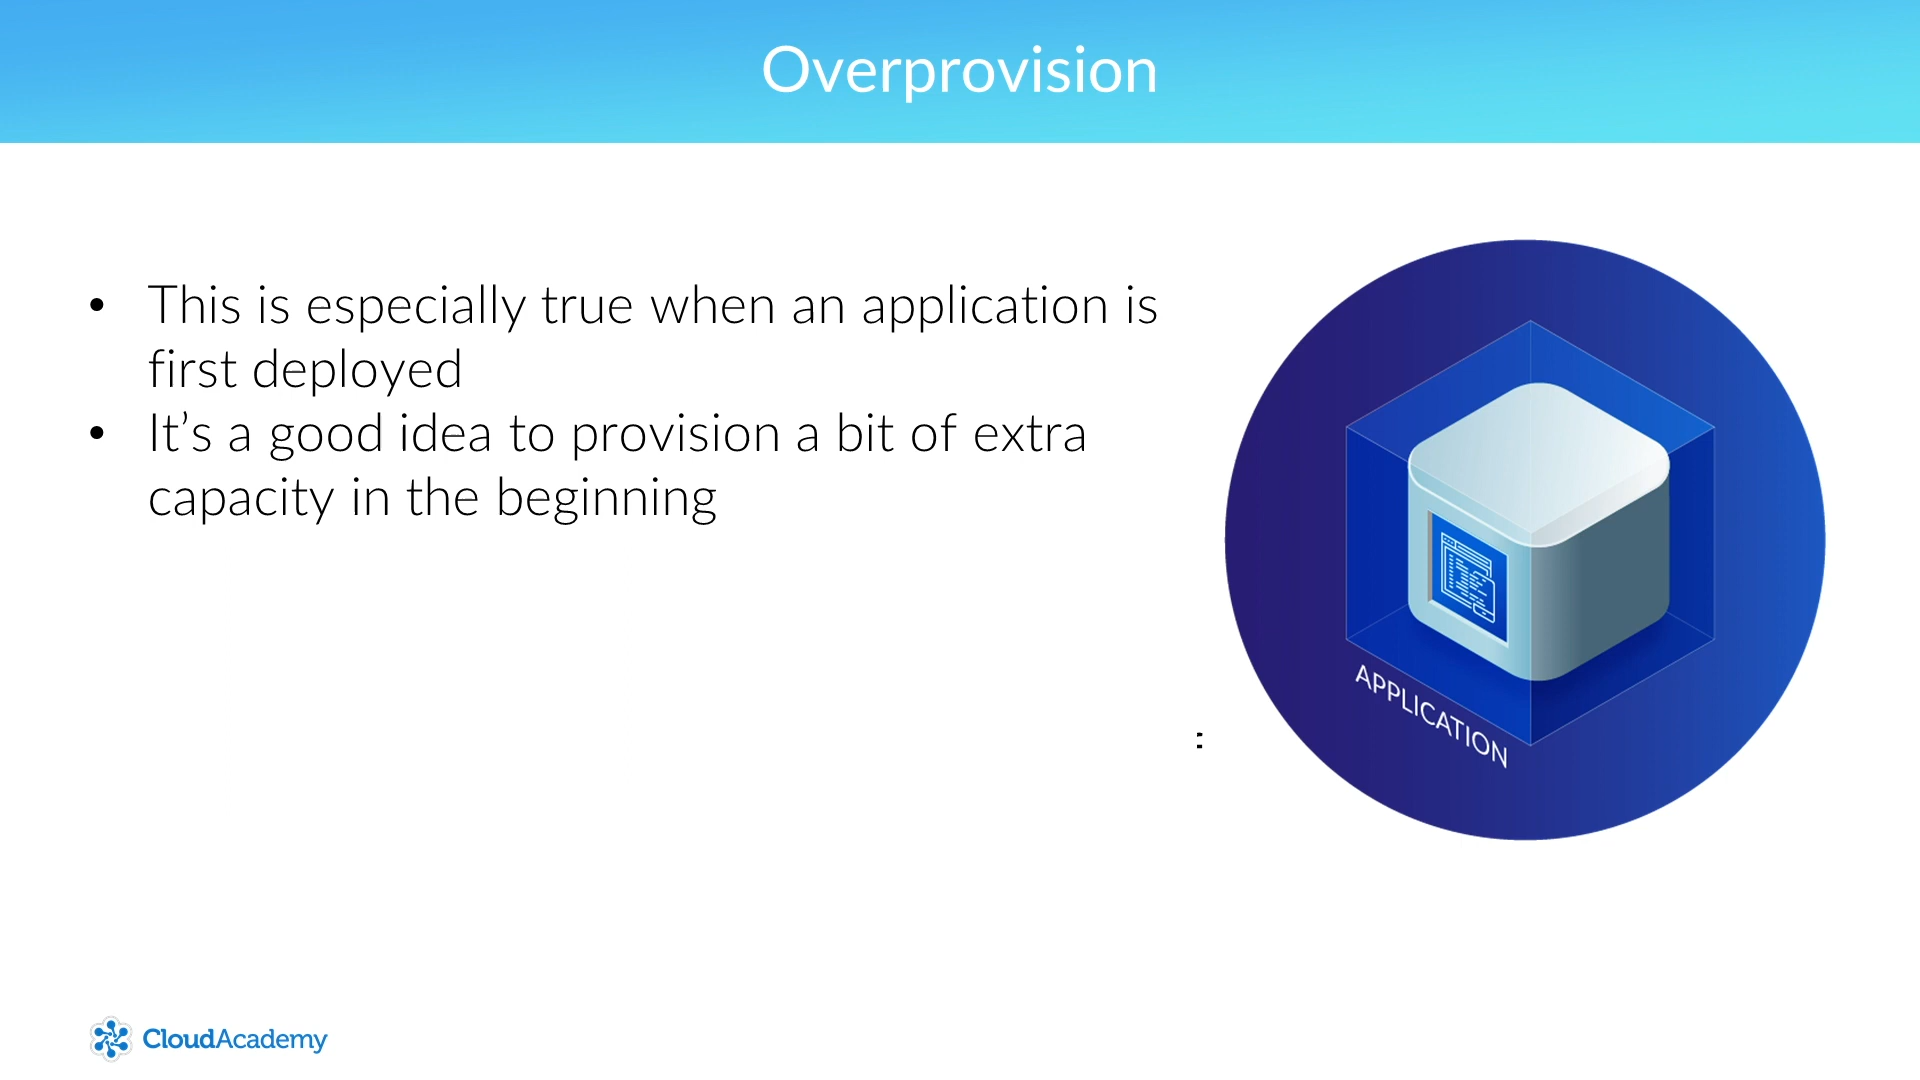 Overprovision
• This is especially true when an application is
first deployed
• It’s a good idea to provision a bit of extra
capacity in the beginning
APPLICATION
:
CloudAcademy